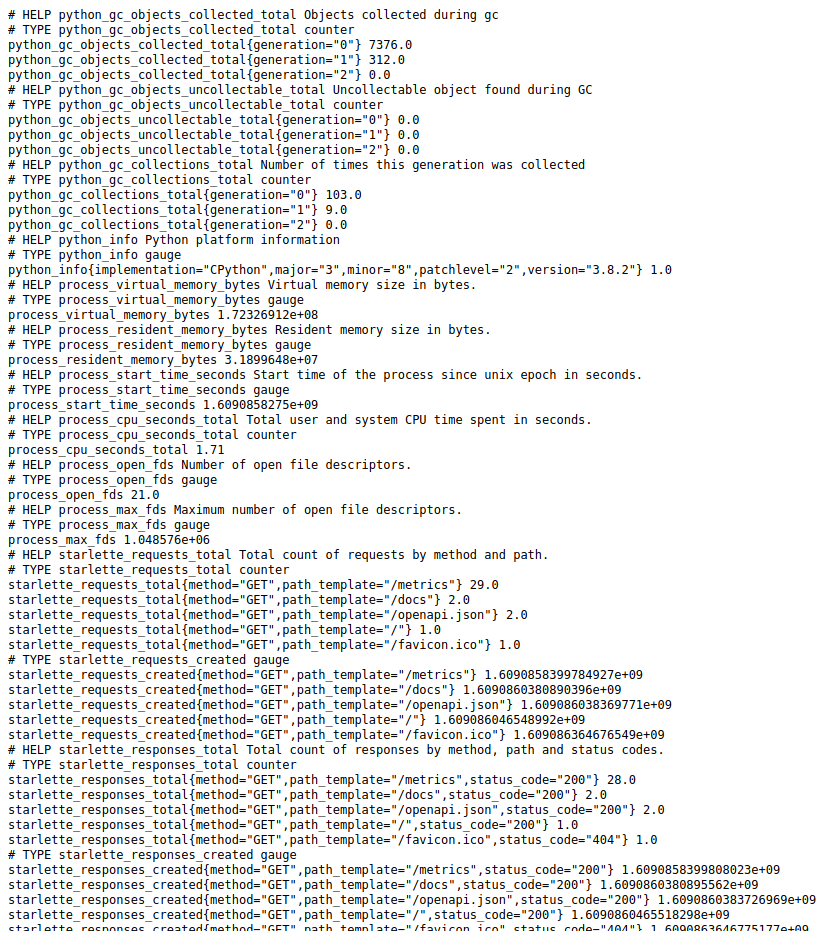 # HELP python_gc_objects_collected_total Objects collected during gc
# TYPE python_gc_objects_collected_total counter
python_gc_objects_collected_total{generation="0"} 7376.0
python_gc_objects_collected_total{generation="1"} 312.0
python_gc_objects_collected_total{generation="2"} 0.0
# HELP python_gc_objects_uncollectable_total Uncollectable object found during GC
# TYPE python_gc_objects_uncollectable_total counter
python_gc_objects_uncollectable_total{generation="0"} 0.0
python_gc_objects_uncollectable_total{generation="1"} 0.0
python_gc_objects_uncollectable_total{generation="2"} 0.0
# HELP python_gc_collections_total Number of times this generation was collected
# TYPE python_gc_collections_total counter
python_gc_collections_total{generation="0"} 103.0
python_gc_collections_total{generation="1"} 9.0
python_gc_collections_total{generation="2"} 0.0
# HELP python_info Python platform information
# TYPE python_info gauge
python_info{implementation="CPython",major="3",minor="8",patchlevel="2",version="3.8.2"} 1.0
# HELP process_virtual_memory_bytes Virtual memory size in bytes.
# TYPE process_virtual_memory_bytes gauge
process_virtual_memory_bytes 1.72326912e+08
# HELP process_resident_memory_bytes Resident memory size in bytes.
# TYPE process_resident_memory_bytes gauge
process_resident_memory_bytes 3.1899648e+07
# HELP process_start_time_seconds Start time of the process since unix epoch in seconds.
# TYPE process_start_time_seconds gauge
process_start_time_seconds 1.6090858275e+09
# HELP process_cpu_seconds_total Total user and system CPU time spent in seconds.
# TYPE process_cpu_seconds_total counter
process_cpu_seconds_total 1.71
# HELP process_open_fds Number of open file descriptors.
# TYPE process_open_fds gauge
process_open_fds 21.0
# HELP process_max_fds Maximum number of open file descriptors.
# TYPE process_max_fds gauge
process_max_fds 1.048576e+06
# HELP starlette_requests_total Total count of requests by method and path.
# TYPE starlette_requests_total counter
starlette_requests_total{method="GET",path_template="/metrics"} 29.0
starlette_requests_total{method="GET",path_template="/docs"} 2.0
starlette_requests_total{method="GET",path_template="/openapi.json"} 2.0
starlette_requests_total{method="GET",path_template="/"} 1.0
starlette_requests_total{method="GET",path_template="/favicon.ico"} 1.0
# TYPE starlette_requests_created gauge
starlette_requests_created{method="GET",path_template="/metrics"} 1.6090858399784927e+09
starlette_requests_created{method="GET",path_template="/docs"} 1.6090860380890396e+09
starlette_requests_created{method="GET",path_template="/openapi.json"} 1.609086038369771e+09
starlette_requests_created{method="GET",path_template="/"} 1.609086046548992e+09
starlette_requests_created{method="GET",path_template="/favicon.ico"} 1.609086364676549e+09
# HELP starlette_responses_total Total count of responses by method, path and status codes.
# TYPE starlette_responses_total counter
starlette_responses_total{method="GET",path_template="/metrics",status_code="200"} 28.0
starlette_responses_total{method="GET",path_template="/docs",status_code="200"} 2.0
starlette_responses_total{method="GET",path_template="/openapi.json",status_code="200"} 2.0
starlette_responses_total{method="GET",path_template="/",status_code="200"} 1.0
starlette_responses_total{method="GET",path_template="/favicon.ico",status_code="404"} 1.0
# TYPE starlette_responses_created gauge
starlette_responses_created{method="GET",path_template="/metrics",status_code="200"} 1.6090858399808023e+09
starlette_responses_created{method="GET",path_template="/docs",status_code="200"} 1.6090860380895562e+09
starlette_responses_created{method="GET",path_template="/openapi.json",status_code="200"} 1.6090860383726969e+09
starlette_responses_created{method="GET",path_template="/",status_code="200"} 1.6090860465518298e+09
starlette_responses_created{method="GET",path_template="/favicon.ico",status_code="404"} 1.6090863646775177e+09